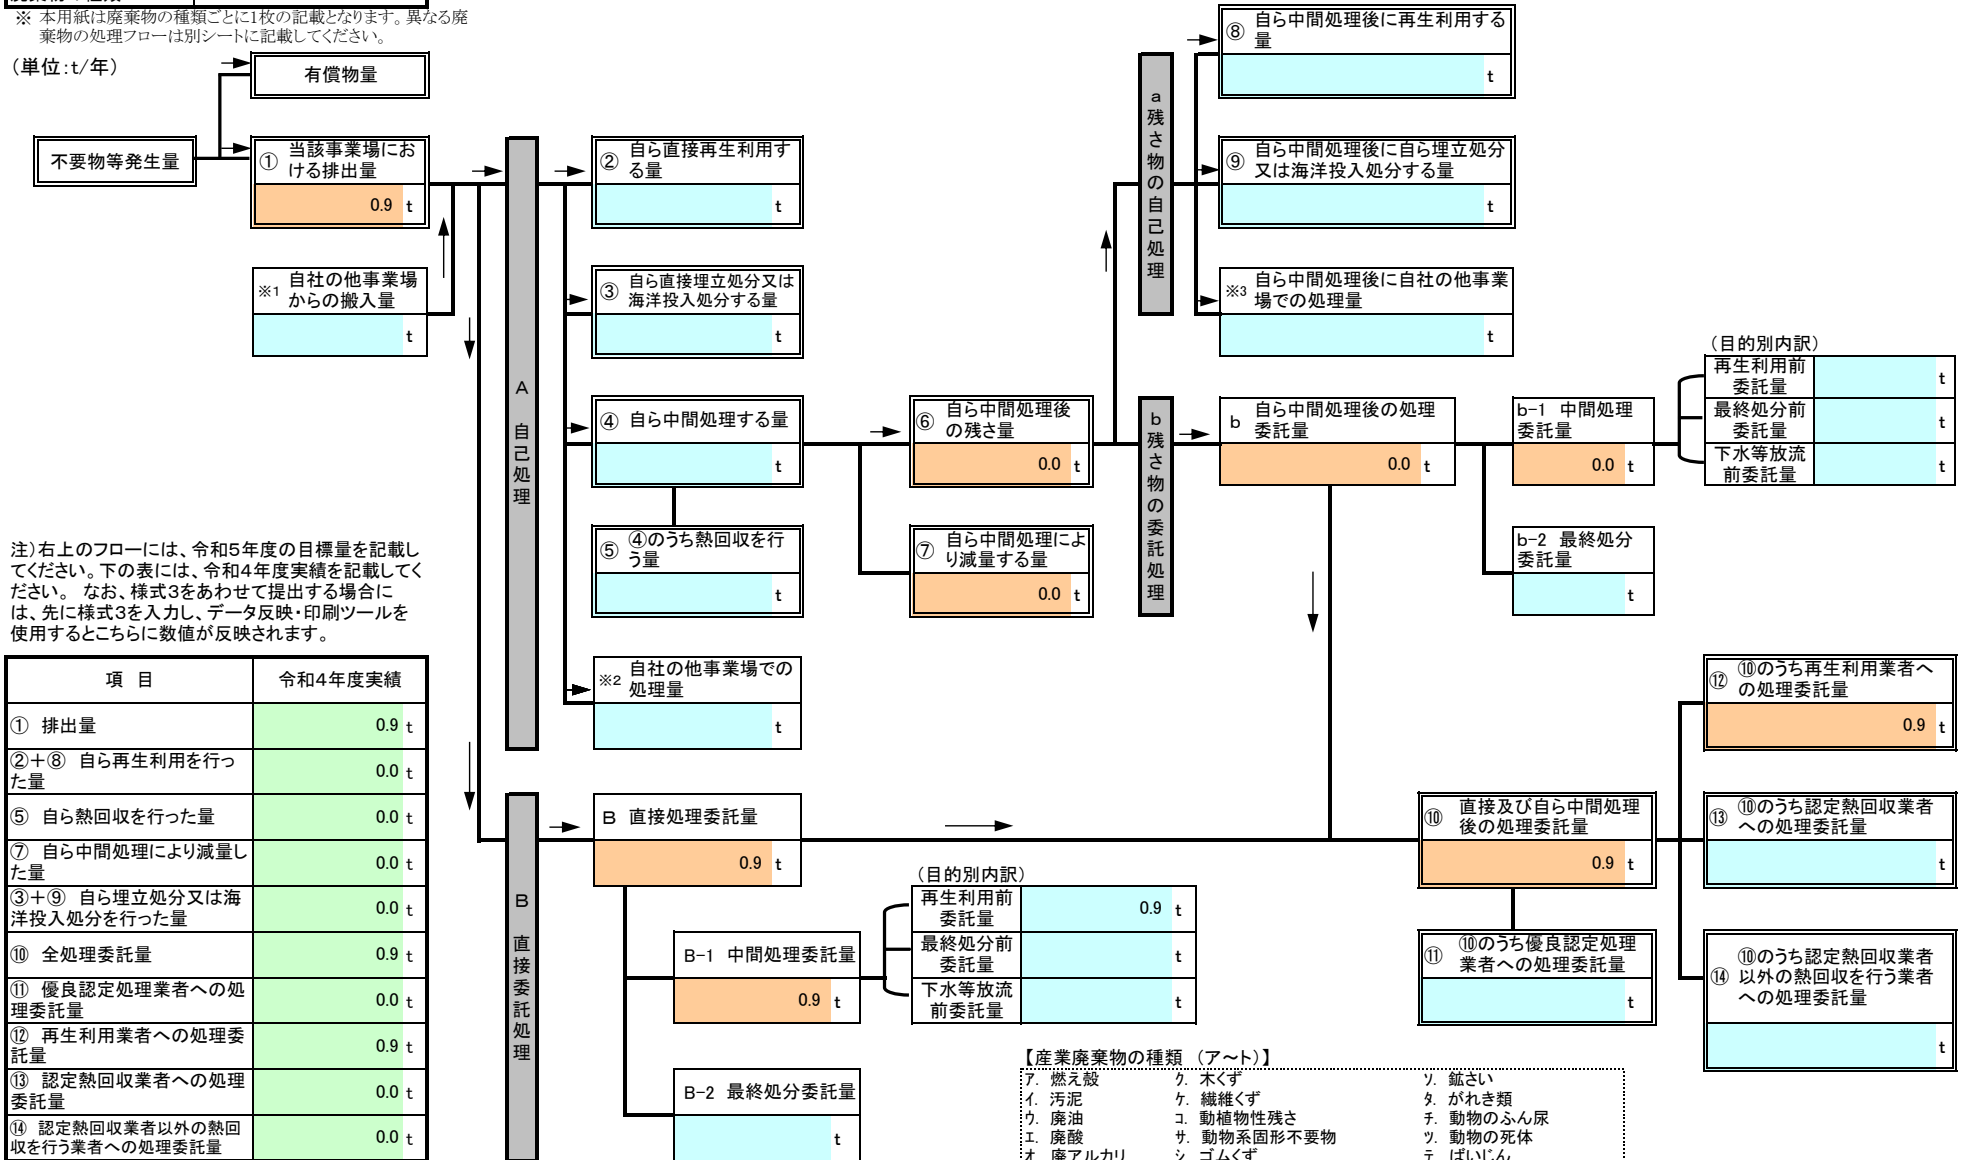 ※ 本用紙は廃棄物の種類ごとに1枚の記載となります。異なる廃
棄物の処理フローは別シートに記載してください。
(単位:t/年)
有償物量
不要物等発生量
① 当該事業場にお
ける排出量
0.9 t
※1 自社の他事業場
からの搬入量
t
A 自己処理
② 自ら直接再生利用す
る量
t
③ 自ら直接埋立処分又は
海洋投入処分する量
t
④ 自ら中間処理する量
t
⑤ ④のうち熱回収を行
う量
t
※2 自社の他事業場での
処理量
t
⑥ 自ら中間処理後
の残さ量
0.0 t
⑦ 自ら中間処理によ
り減量する量
0.0 t
a 残さ物の自己処理
⑧ 自ら中間処理後に再生利用する
量
t
⑨ 自ら中間処理後に自ら埋立処分
又は海洋投入処分する量
t
※3 自ら中間処理後に自社の他事業
場での処理量
t
b 残さ物の委託処理
b 自ら中間処理後の処理
委託量
0.0 t
b-1 中間処理
委託量
0.0 t
(目的別内訳)
再生利用前
委託量
t
最終処分前
委託量
t
下水等放流
前委託量
t
b-2 最終処分
委託量
t
注)右上のフローには、令和5年度の目標量を記載し
てください。下の表には、令和4年度実績を記載してく
ださい。 なお、様式3をあわせて提出する場合に
は、先に様式3を入力し、データ反映・印刷ツールを
使用するとこちらに数値が反映されます。
項 目 令和4年度実績
① 排出量 0.9 t
②+⑧ 自ら再生利用を行っ
た量 0.0 t
⑤ 自ら熱回収を行った量 0.0 t
⑦ 自ら中間処理により減量し
た量 0.0 t
③+⑨ 自ら埋立処分又は海
洋投入処分を行った量 0.0 t
⑩ 全処理委託量 0.9 t
⑪ 優良認定処理業者への処
理委託量 0.0 t
⑫ 再生利用業者への処理委
託量 0.9 t
⑬ 認定熱回収業者への処理
委託量 0.0 t
⑭ 認定熱回収業者以外の熱回
収を行う業者への処理委託量 0.0 t
B 直接委託処理
B 直接処理委託量
0.9 t
B-1 中間処理委託量
0.9 t
(目的別内訳)
再生利用前
委託量
0.9 t
最終処分前
委託量
t
下水等放流
前委託量
t
B-2 最終処分委託量
t
⑩ 直接及び自ら中間処理
後の処理委託量
0.9 t
⑪ ⑩のうち優良認定処理
業者への処理委託量
t
⑫ ⑩のうち再生利用業者へ
の処理委託量
0.9 t
⑬ ⑩のうち認定熱回収業者
への処理委託量
t
⑭ ⑩のうち認定熱回収業者
以外の熱回収を行う業者
への処理委託量
t
【産業廃棄物の種類 (ア~ト)】
ア. 燃え殻 ク. 木くず ソ. 鉱さい
イ. 汚泥 ケ. 繊維くず タ. がれき類
ウ. 廃油 コ. 動植物性残さ チ. 動物のふん尿
エ. 廃酸 サ. 動物系固形不要物 ツ. 動物の死体
オ. 廃アルカリ シ. ゴムくず テ. ばいじん